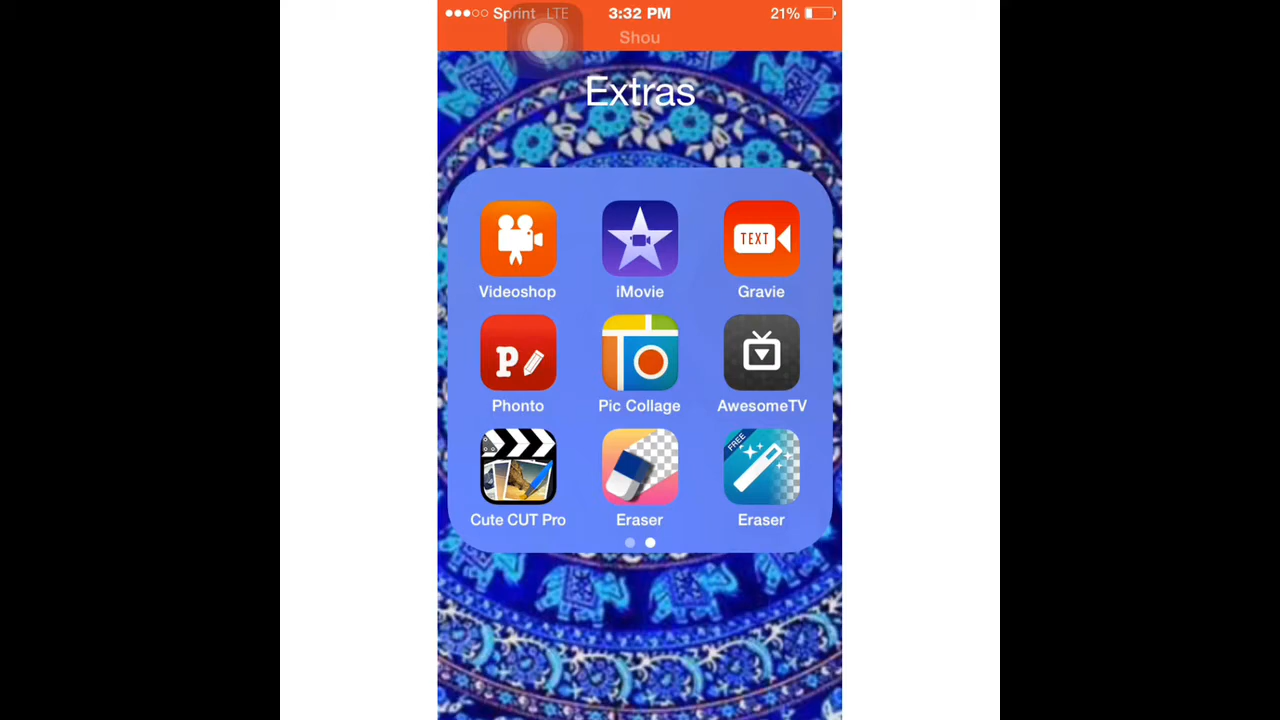 Sprint LTE 3:32 PM 21%
Shou
Extras
TEXT
Videoshop iMovie Gravie
P
Phonto Pic Collage AwesomeTV
FREE
Cute CUT Pro Eraser Eraser